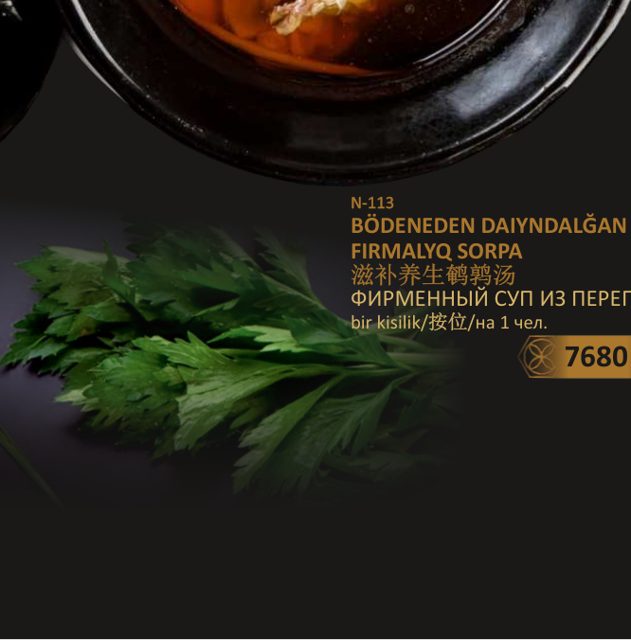 N-113
BÖDENEDEN DAIYNDALĞAN
FIRMALYQ SORPA
滋补养生鹌鹑汤
ФИРМЕННЫЙ СУП ИЗ
bir kisilik/按位/на 1 чел.
7680